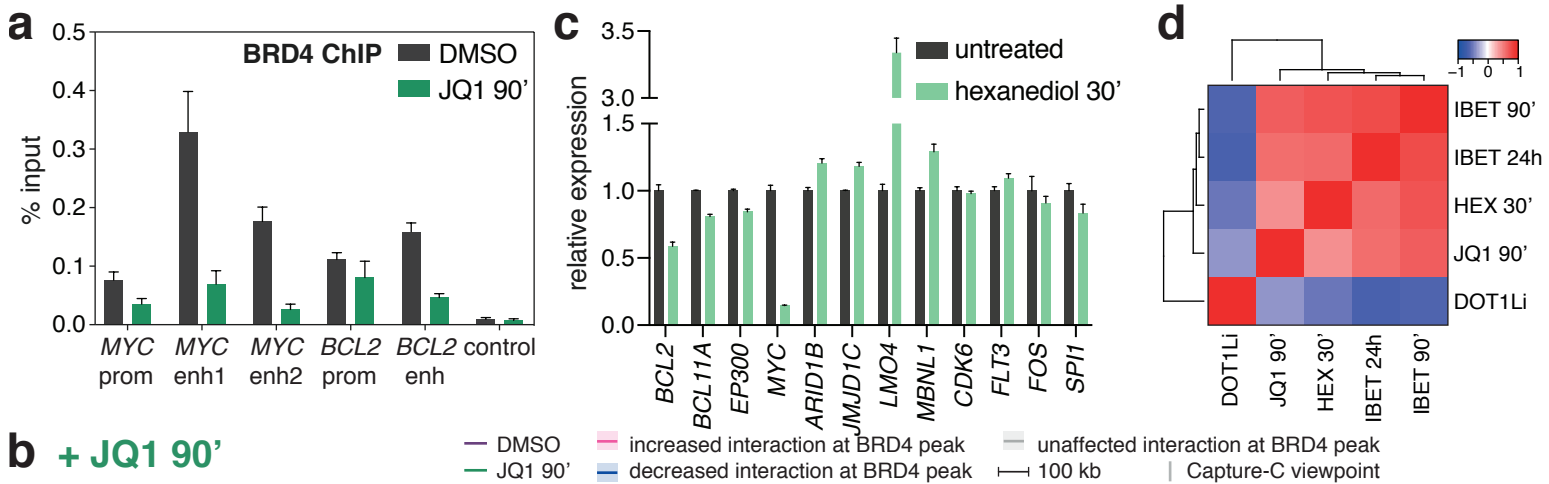 a
0.5
0.4
0.3
0.2
0.1
0.0
% input
BRD4 ChIP
DMSO
JQ1 90’
MYC prom
MYC enh1
MYC enh2
BCL2 prom
BCL2 enh
control
c
3.5
3.0
1.5
1.0
0.5
0.0
relative expression
untreated
hexanediol 30’
BCL2
BCL11A
EP300
MYC
ARID1B
JMJD1C
LMO4
MBNL1
CDK6
FLT3
FOS
SPI1
d
−1 0 1
IBET 90’
IBET 24h
HEX 30’
JQ1 90’
DOT1Li
DOT1Li
JQ1 90’
HEX 30’
IBET 24h
IBET 90’
b + JQ1 90’
DMSO
JQ1 90’
increased interaction at BRD4 peak
decreased interaction at BRD4 peak
unaffected interaction at BRD4 peak
100 kb
Capture-C viewpoint